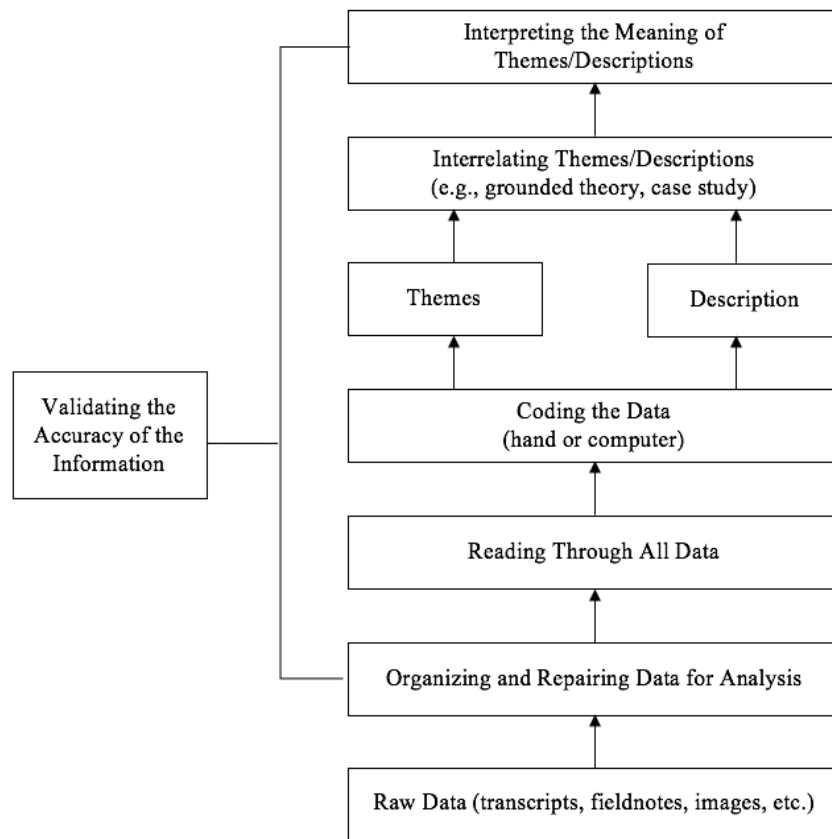 Interpreting the Meaning of
Themes/Descriptions
Interrelating Themes/Descriptions
(e.g., grounded theory, case study)
Themes
Description
Validating the
Accuracy of the
Information
Coding the Data
(hand or computer)
Reading Through All Data
Organizing and Repairing Data for Analysis
Raw Data (transcripts, fieldnotes, images, etc.)